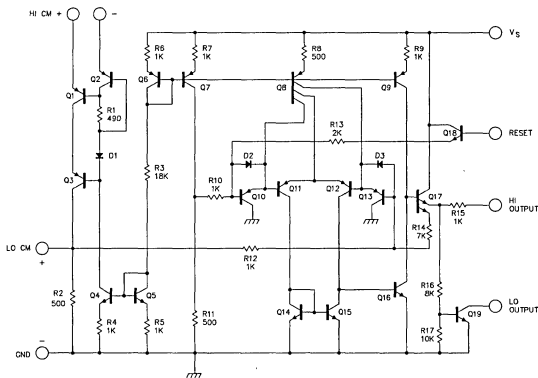 HI CM + -
VS
R6 1K
R7 1K
R8 500
R9 1K
Q1
Q2
Q6
Q7
Q8
Q9
R1 490
R13 2K
Q18
RESET
D1
D2
D3
Q3
R3 18K
R10 1K
Q10
Q11
Q12
Q13
Q17
R15 1K
HI OUTPUT
R14 7K
LO CM +
R12 1K
R2 500
Q4
Q5
R11 500
Q14
Q15
Q16
R16 8K
LO OUTPUT
Q19
R4 1K
R5 1K
R17 10K
GND -